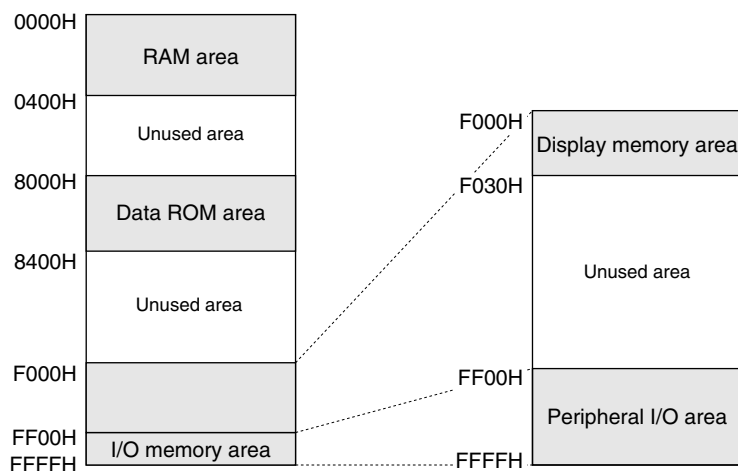 0000H
RAM area
0400H
Unused area
8000H
Data ROM area
8400H
Unused area
F000H
FF00H
I/O memory area
FFFFH
F000H
Display memory area
F030H
Unused area
FF00H
Peripheral I/O area
FFFFH